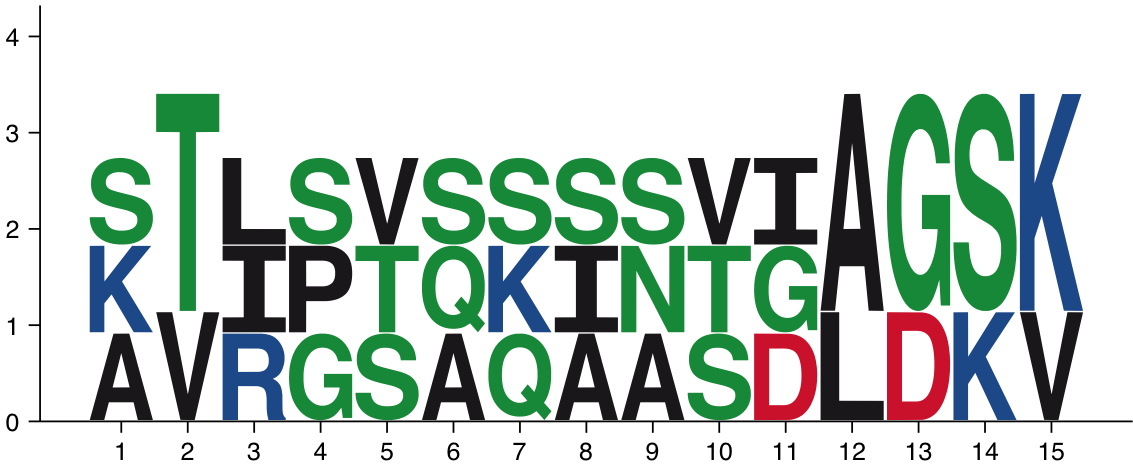 4
3
2
1
0
S T L S V S S S S V I A G S K
K I P T Q K I N T G
A V R G S A Q A A S D L D K V
1 2 3 4 5 6 7 8 9 10 11 12 13 14 15